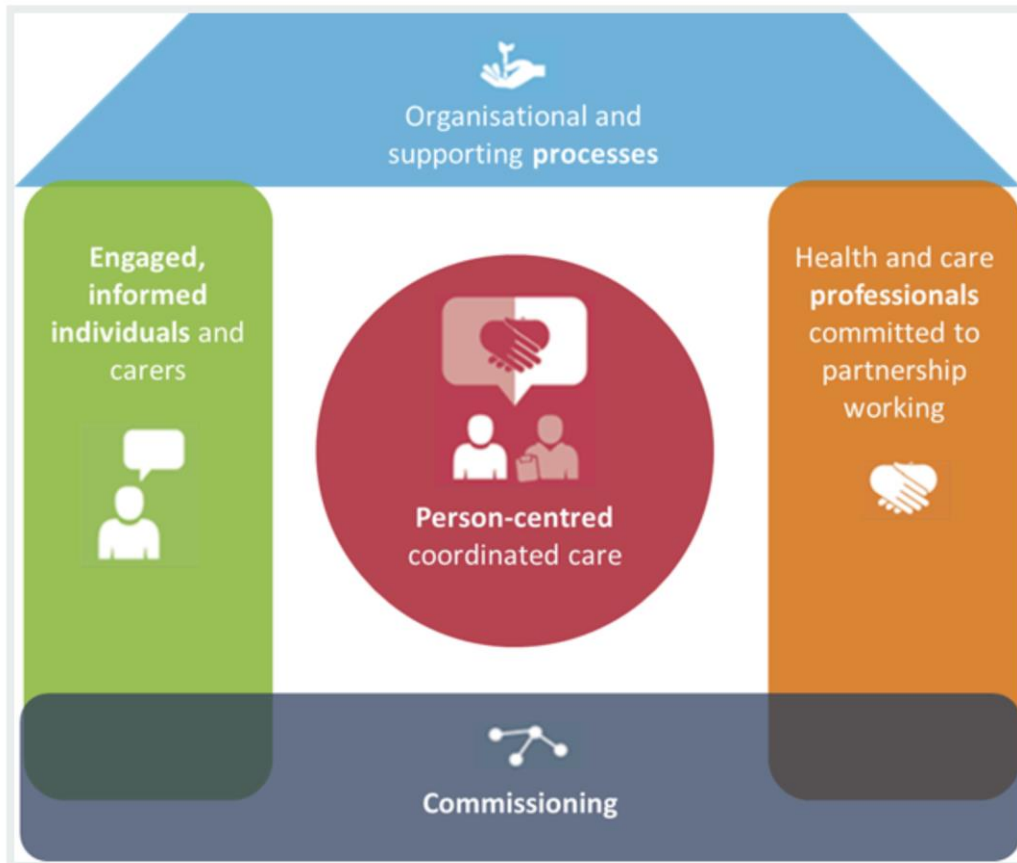 Organisational and
supporting processes
Engaged,
informed
individuals and
carers
Health and care
professionals
committed to
partnership
working
Person-centred
coordinated care
Commissioning